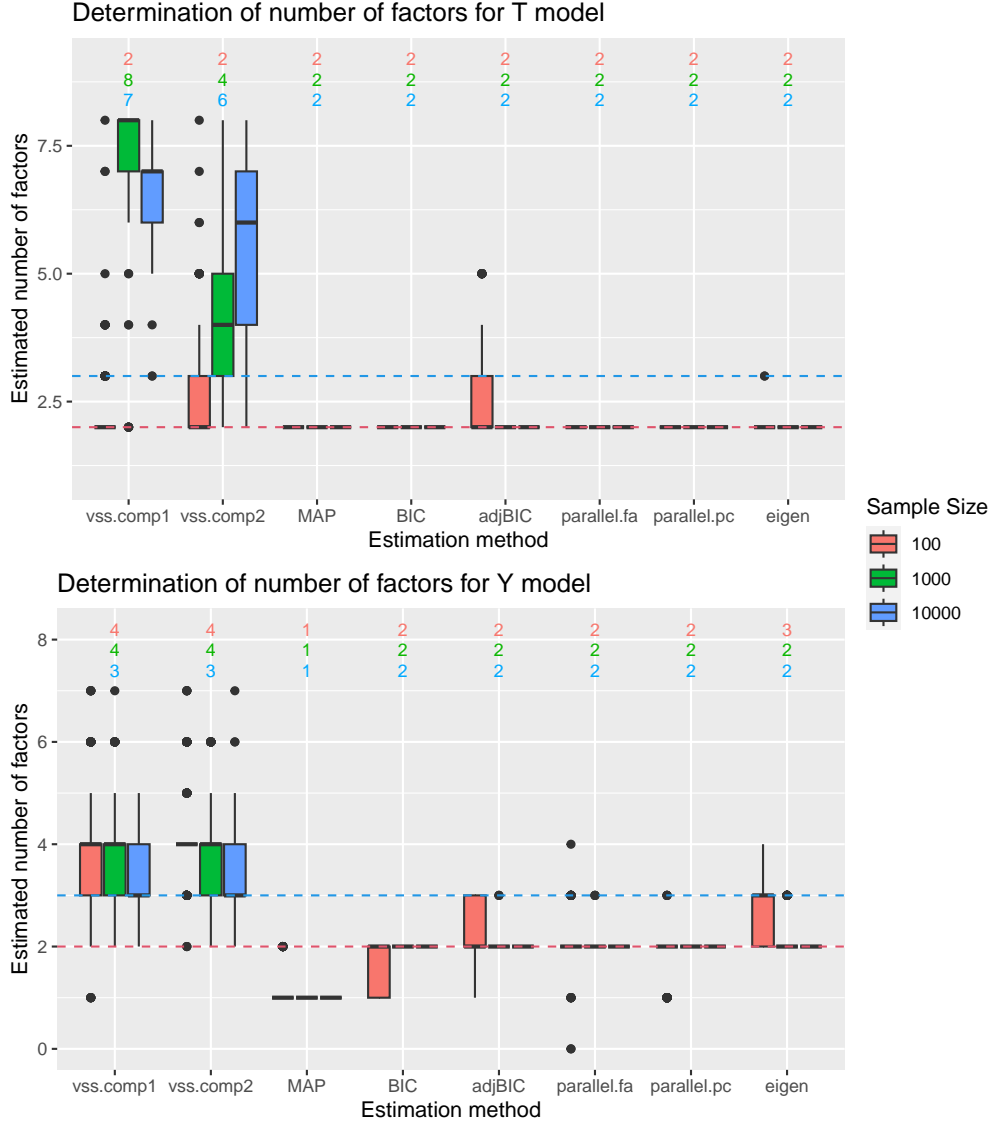 Determination of number of factors for T model
2 2 2 2 2 2 2 2
8 4 2 2 2 2 2 2
7 6 2 2 2 2 2 2
Estimated number of factors
7.5
5.0
2.5
vss.comp1 vss.comp2 MAP BIC adjBIC parallel.fa parallel.pc eigen
Estimation method
Sample Size
100
1000
10000
Determination of number of factors for Y model
4 4 1 2 2 2 2 3
4 4 1 2 2 2 2 2
3 3 1 2 2 2 2 2
Estimated number of factors
8
6
4
2
0
vss.comp1 vss.comp2 MAP BIC adjBIC parallel.fa parallel.pc eigen
Estimation method